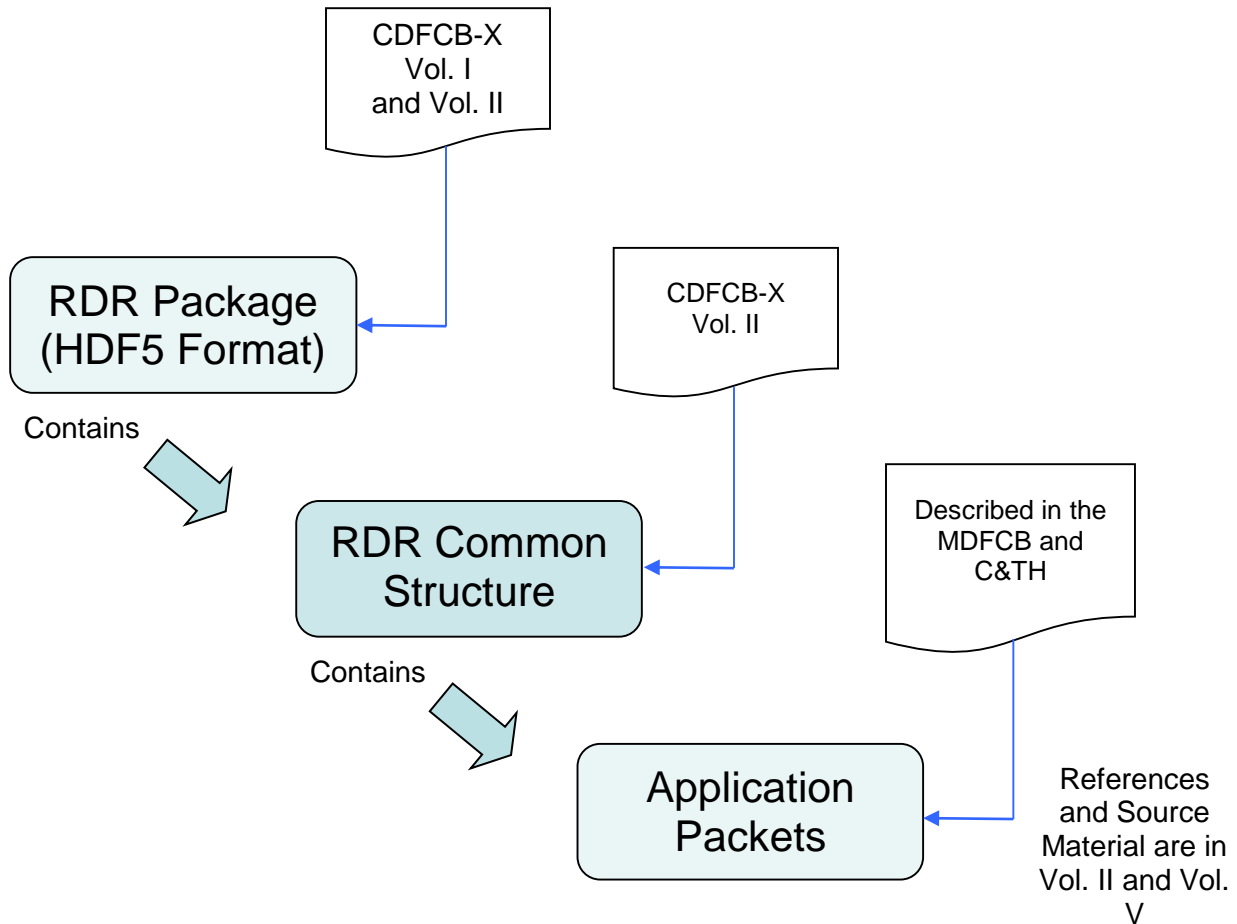 CDFCB-X
Vol. I
and Vol. II
RDR Package
(HDF5 Format)
CDFCB-X
Vol. II
Contains
RDR Common
Structure
Described in the
MDFCB and
C&TH
Contains
Application
Packets
References
and Source
Material are in
Vol. II and Vol.
V